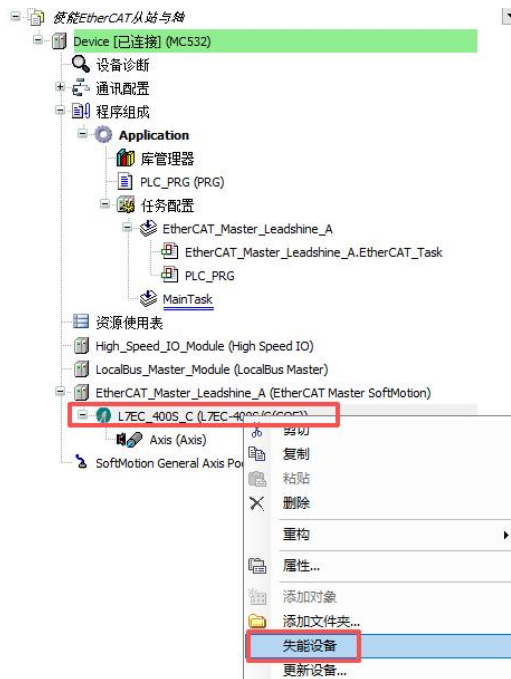 使能EtherCAT从站与轴
Device [已连接] (MC532)
设备诊断
通讯配置
程序组成
Application
库管理器
PLC_PRG (PRG)
任务配置
EtherCAT_Master_Leadshine_A
EtherCAT_Master_Leadshine_A.EtherCAT_Task
PLC_PRG
MainTask
资源使用表
High_Speed_IO_Module (High Speed IO)
LocalBus_Master_Module (LocalBus Master)
EtherCAT_Master_Leadshine_A (EtherCAT Master SoftMotion)
L7EC_400S_C (L7EC-400S/C(COE))
Axis (Axis)
SoftMotion General Axis Poo
剪切
复制
粘贴
删除
重构
属性...
添加对象
添加文件夹...
失能设备
更新设备...